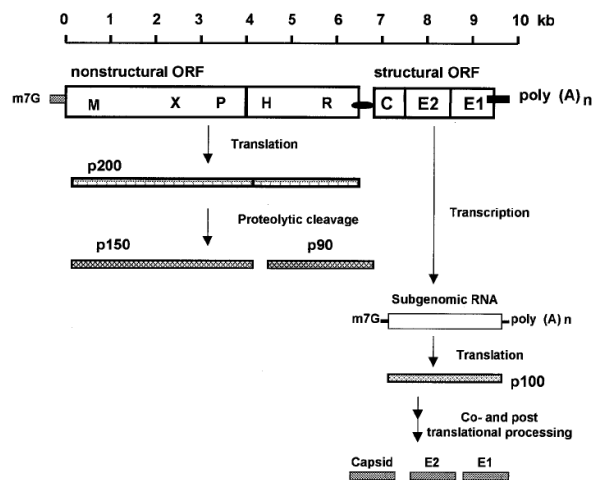 0 1 2 3 4 5 6 7 8 9 10 kb
nonstructural ORF structural ORF
m7G M X P H R C E2 E1 poly (A)n
Translation
p200
Transcription
Proteolytic cleavage
p150 p90
Subgenomic RNA
m7G poly (A) n
Translation
p100
Co- and post
translational processing
Capsid E2 E1